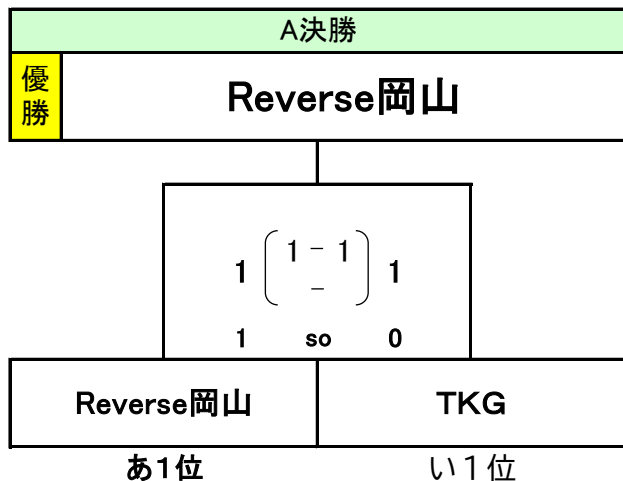 A決勝
優勝
Reverse岡山
1 - 1
1 1
-
1 so 0
Reverse岡山 TKG
あ1位 い1位